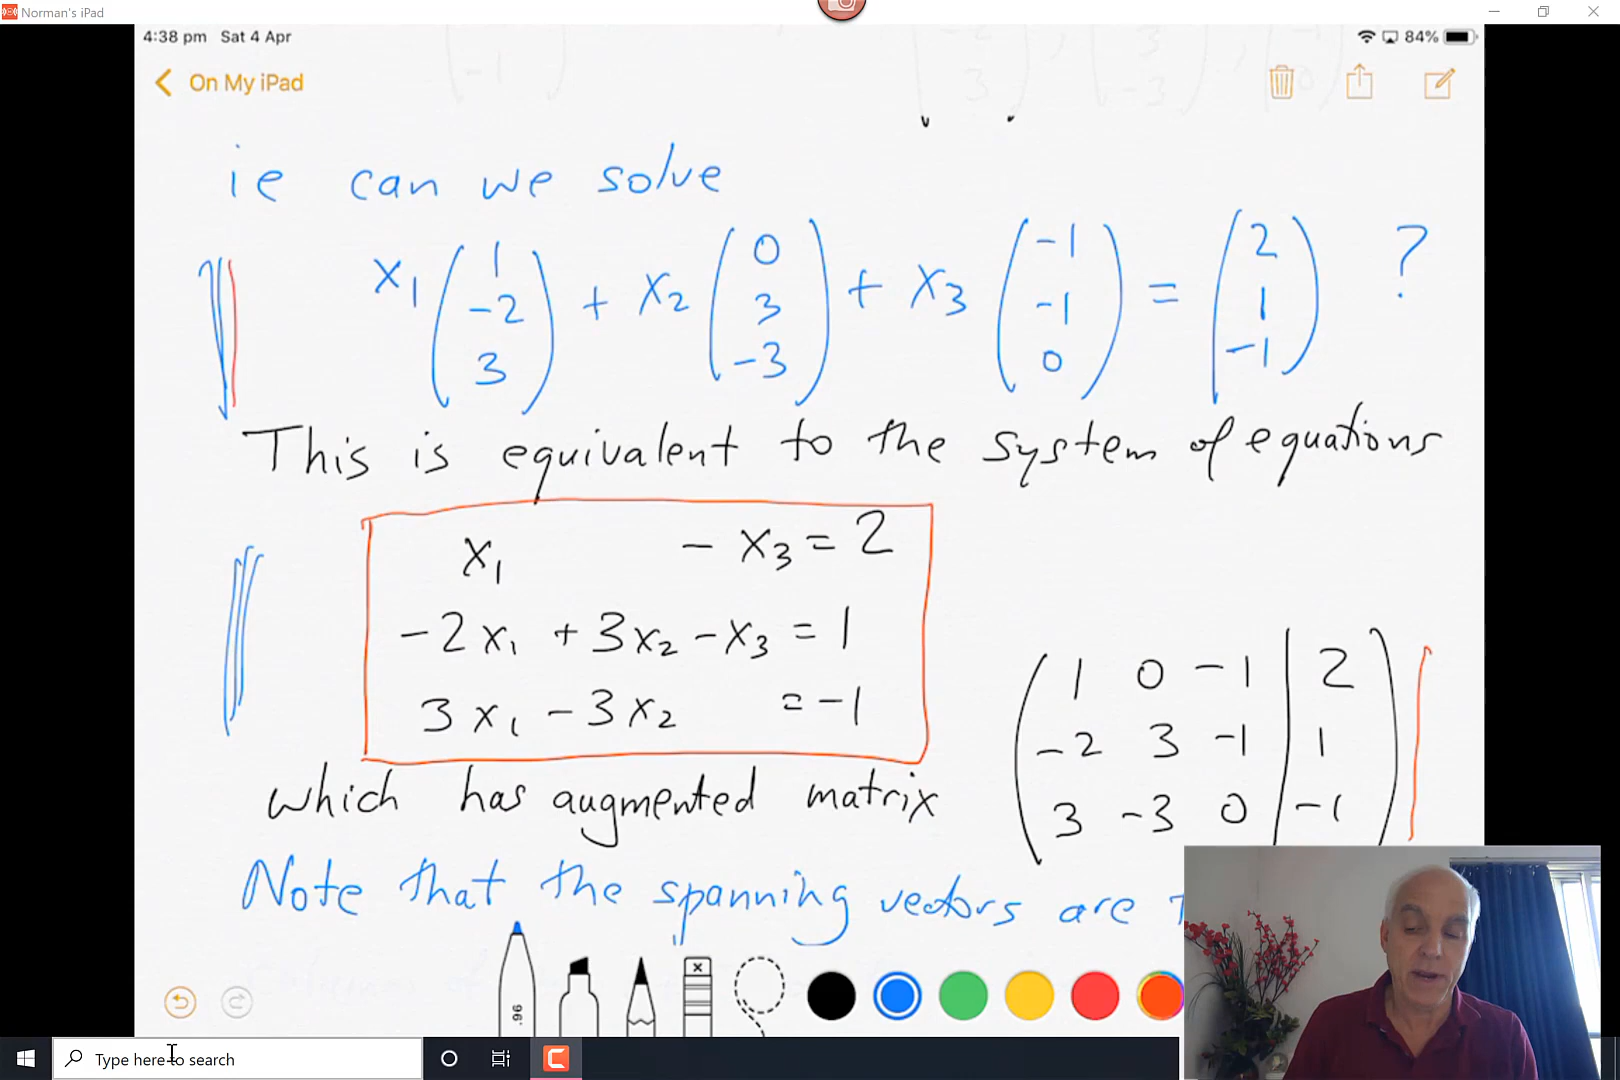 Norman's iPad
4:38 pm Sat 4 Apr 84%
On My iPad
ie can we solve
x₁ (1 -2 3) + x₂ (0 3 -3) + x₃ (-1 -1 0) = (2 1 -1) ?
This is equivalent to the system of equations
x₁ - x₃ = 2
-2x₁ + 3x₂ - x₃ = 1
3x₁ - 3x₂ = -1
which has augmented matrix
1 0 -1 | 2
-2 3 -1 | 1
3 -3 0 | -1
Note that the spanning vectors are
.96
Type here to search